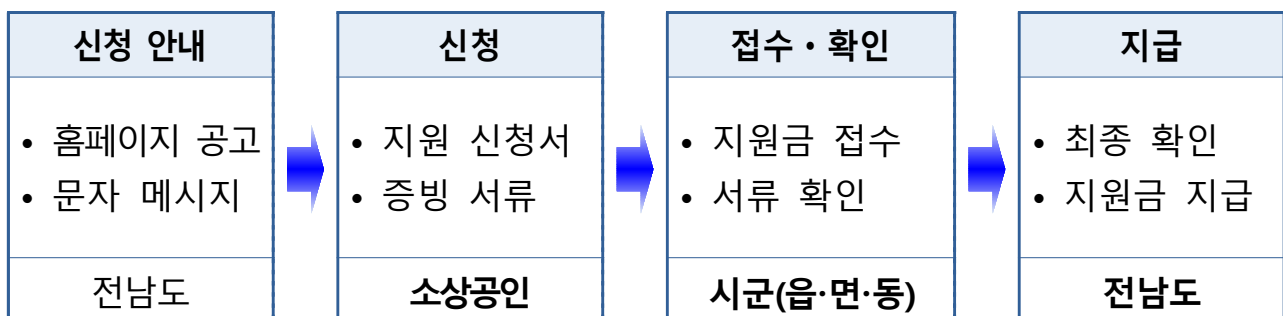 신청 안내
• 홈페이지 공고
• 문자 메시지
전남도
신청
• 지원 신청서
• 증빙 서류
소상공인
접수・확인
• 지원금 접수
• 서류 확인
시군(읍·면·동)
지급
• 최종 확인
• 지원금 지급
전남도